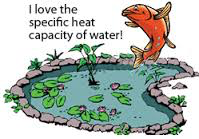 I love the
specific heat
capacity of water!